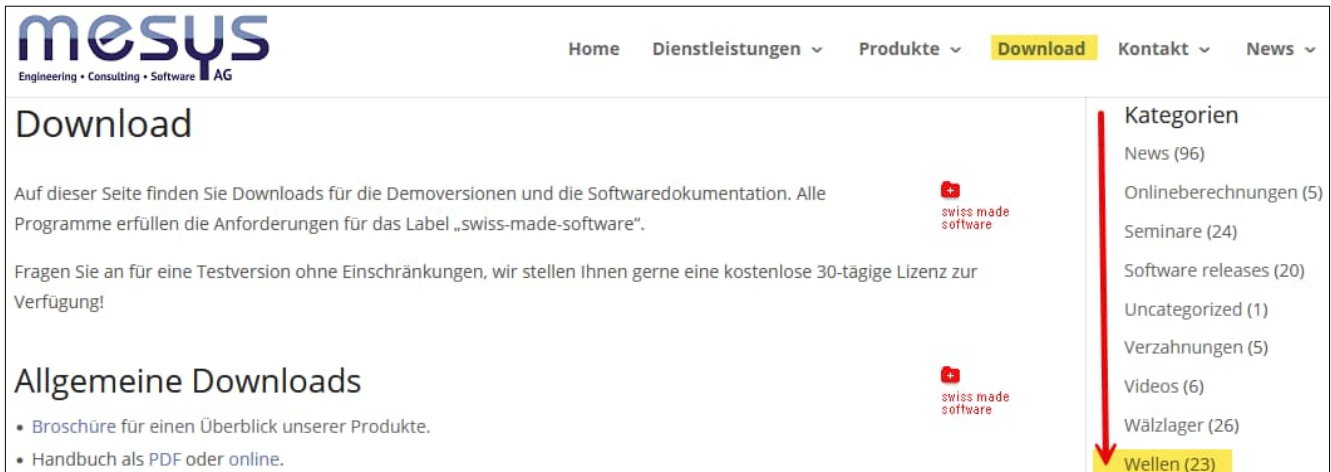 mesys
Engineering • Consulting • Software AG
Home Dienstleistungen Produkte Download Kontakt News
Download
Auf dieser Seite finden Sie Downloads für die Demoversionen und die Softwaredokumentation. Alle
Programme erfüllen die Anforderungen für das Label „swiss-made-software“.
swiss made
software
Fragen Sie an für eine Testversion ohne Einschränkungen, wir stellen Ihnen gerne eine kostenlose 30-tägige Lizenz zur
Verfügung!
Allgemeine Downloads
swiss made
software
• Broschüre für einen Überblick unserer Produkte.
• Handbuch als PDF oder online.
Kategorien
News (96)
Onlineberechnungen (5)
Seminare (24)
Software releases (20)
Uncategorized (1)
Verzahnungen (5)
Videos (6)
Wälzlager (26)
Wellen (23)